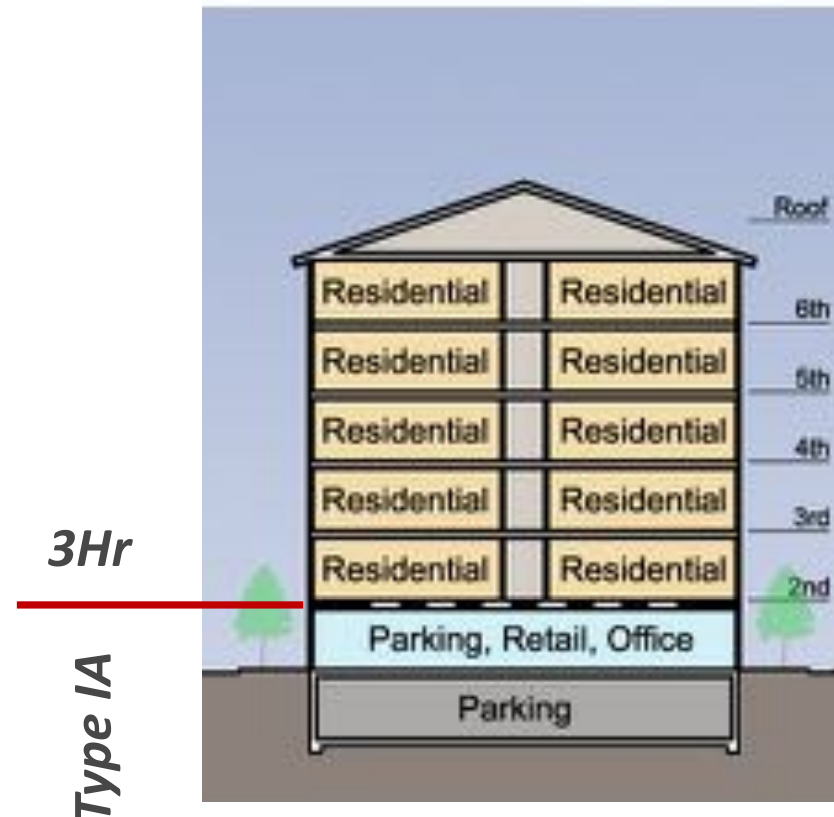 Roof
Residential Residential 6th
Residential Residential 5th
Residential Residential 4th
Residential Residential 3rd
3Hr
Residential Residential 2nd
Parking, Retail, Office
Parking
Type IA